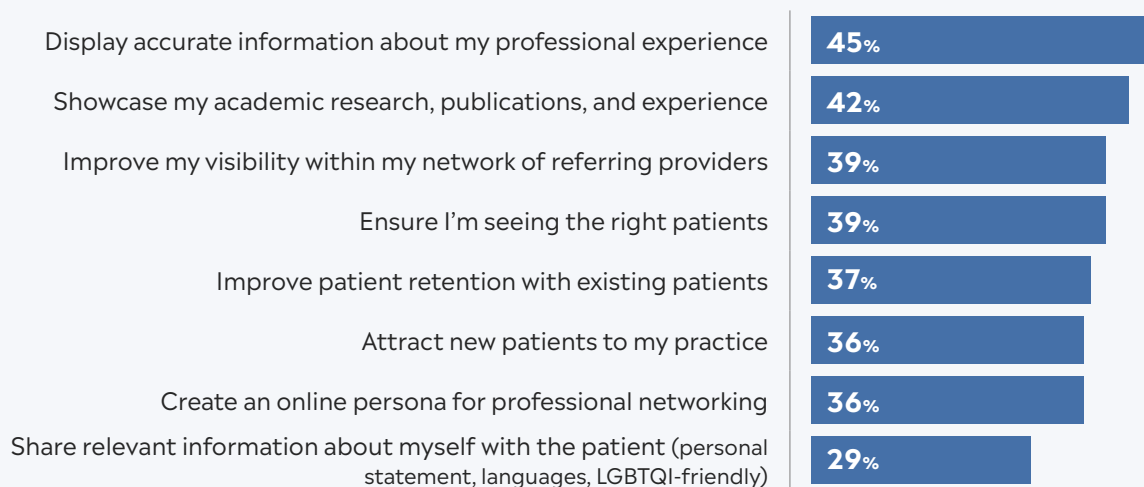 Display accurate information about my professional experience 45%
Showcase my academic research, publications, and experience 42%
Improve my visibility within my network of referring providers 39%
Ensure I’m seeing the right patients 39%
Improve patient retention with existing patients 37%
Attract new patients to my practice 36%
Create an online persona for professional networking 36%
Share relevant information about myself with the patient (personal
statement, languages, LGBTQI-friendly) 29%